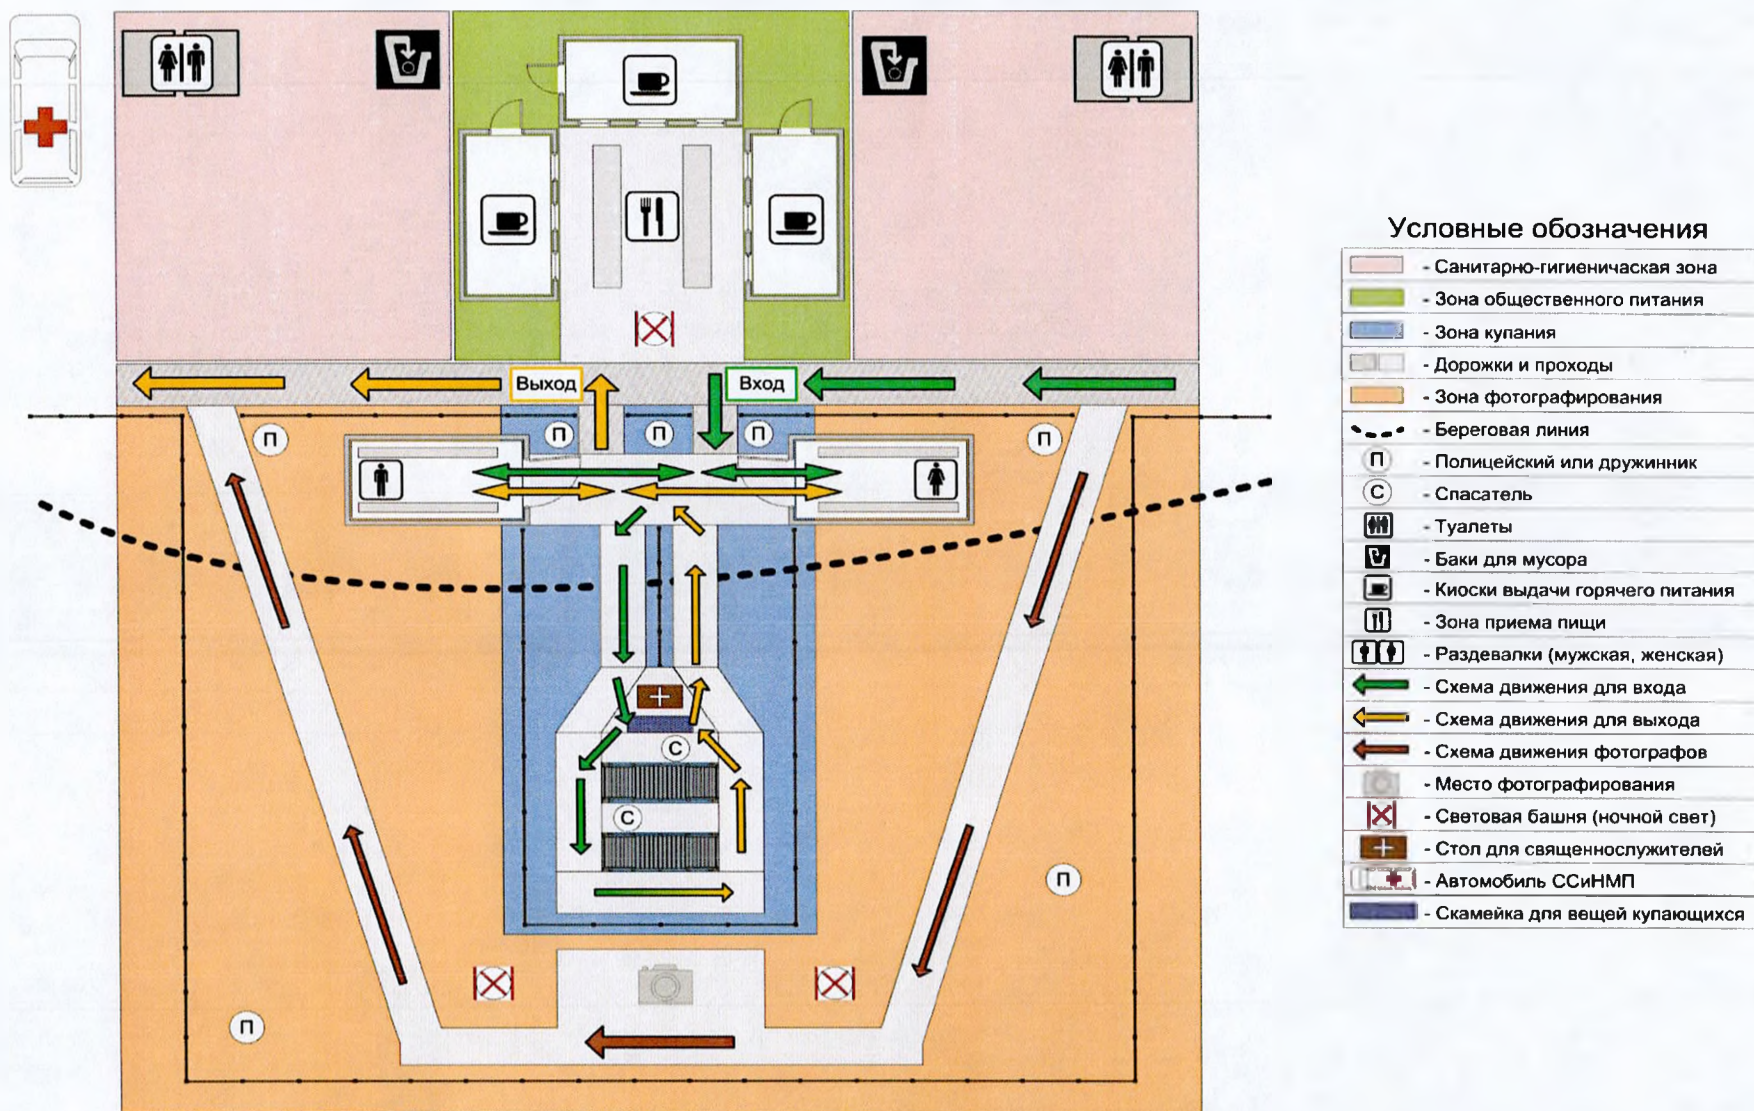 Выход
Вход
П
П
П
П
П
С
С
П
П
Условные обозначения
- Санитарно-гигиеничаская зона
- Зона общественного питания
- Зона купания
- Дорожки и проходы
- Зона фотографирования
- Береговая линия
П - Полицейский или дружинник
С - Спасатель
- Туалеты
- Баки для мусора
- Киоски выдачи горячего питания
- Зона приема пищи
- Раздевалки (мужская, женская)
- Схема движения для входа
- Схема движения для выхода
- Схема движения фотографов
- Место фотографирования
- Световая башня (ночной свет)
- Стол для священнослужителей
- Автомобиль ССиНМП
- Скамейка для вещей купающихся